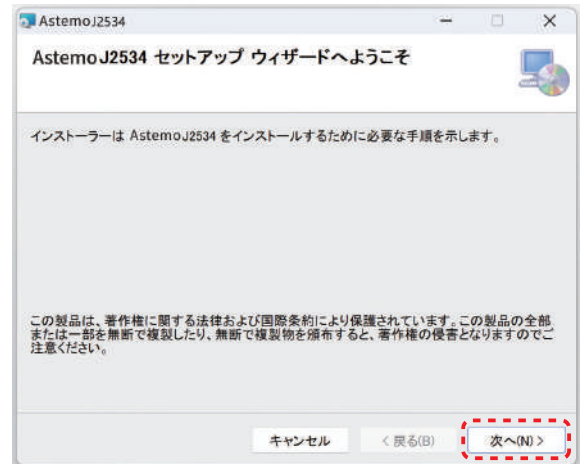 AstemoJ2534
Astemo J2534 セットアップ ウィザードへようこそ
インストーラーは AstemoJ2534 をインストールするために必要な手順を示します。
この製品は、著作権に関する法律および国際条約により保護されています。この製品の全部
または一部を無断で複製したり、無断で複製物を頒布すると、著作権の侵害となりますのでご
注意ください。
キャンセル
< 戻る(B)
次へ(N) >